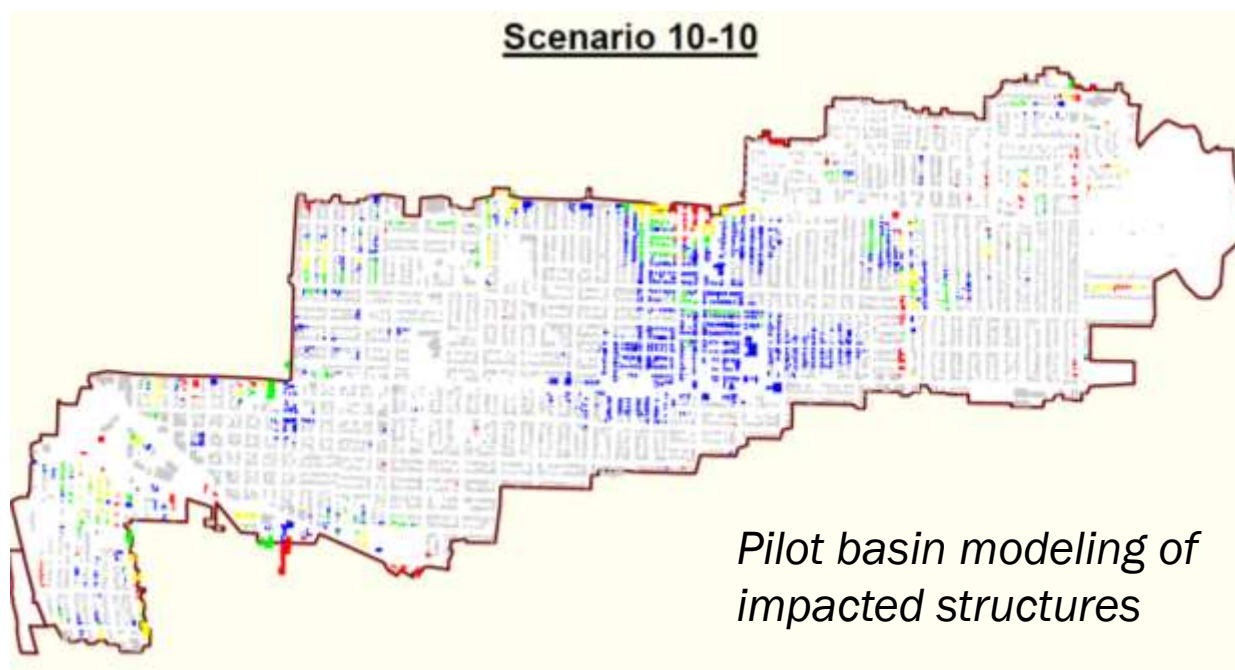 Scenario 10-10
Pilot basin modeling of
impacted structures